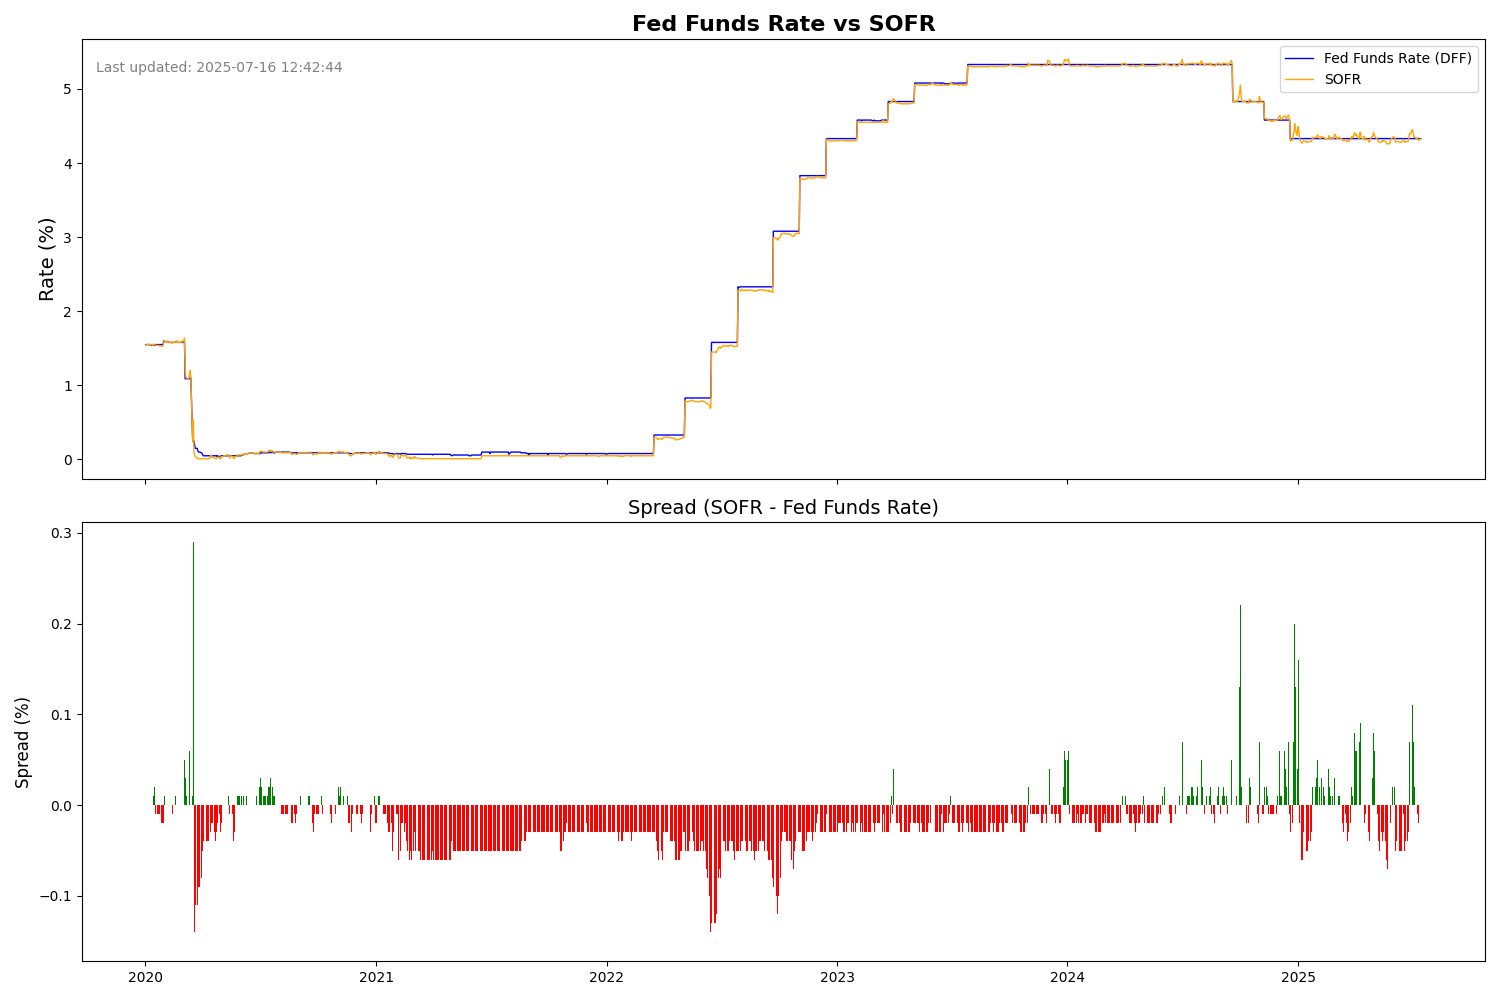 Fed Funds Rate vs SOFR
Last updated: 2025-07-16 12:42:44
Fed Funds Rate (DFF)
SOFR
Rate (%)
5
4
3
2
1
0
Spread (SOFR - Fed Funds Rate)
Spread (%)
0.3
0.2
0.1
0.0
−0.1
2020 2021 2022 2023 2024 2025